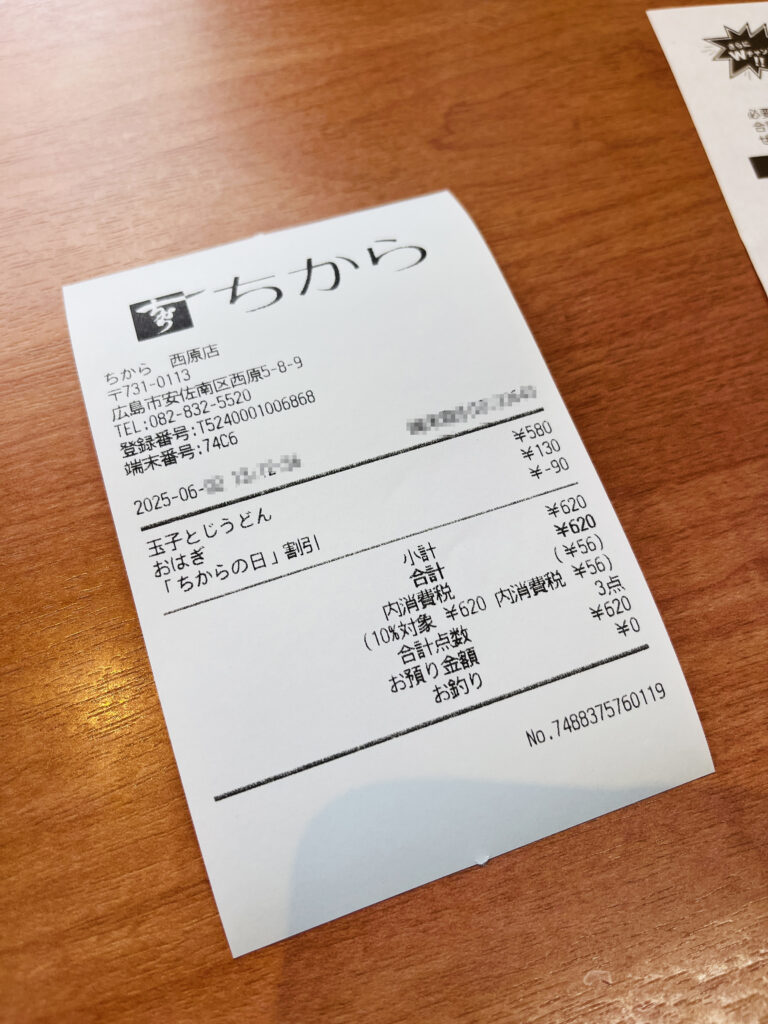 ちから
ちから 西原店
〒731-0113
広島市安佐南区西原5-8-9
TEL:082-832-5520
登録番号:T5240001006868
端末番号:74C6
2025-06-
玉子とじうどん ¥580
おはぎ ¥130
「ちからの日」割引 ¥-90
小計 ¥620
合計 ¥620
内消費税 (¥56)
(10%対象 ¥620 内消費税 ¥56)
合計点数 3点
お預り金額 ¥620
お釣り ¥0
No.7488375760119
さらに
W
!!
必要